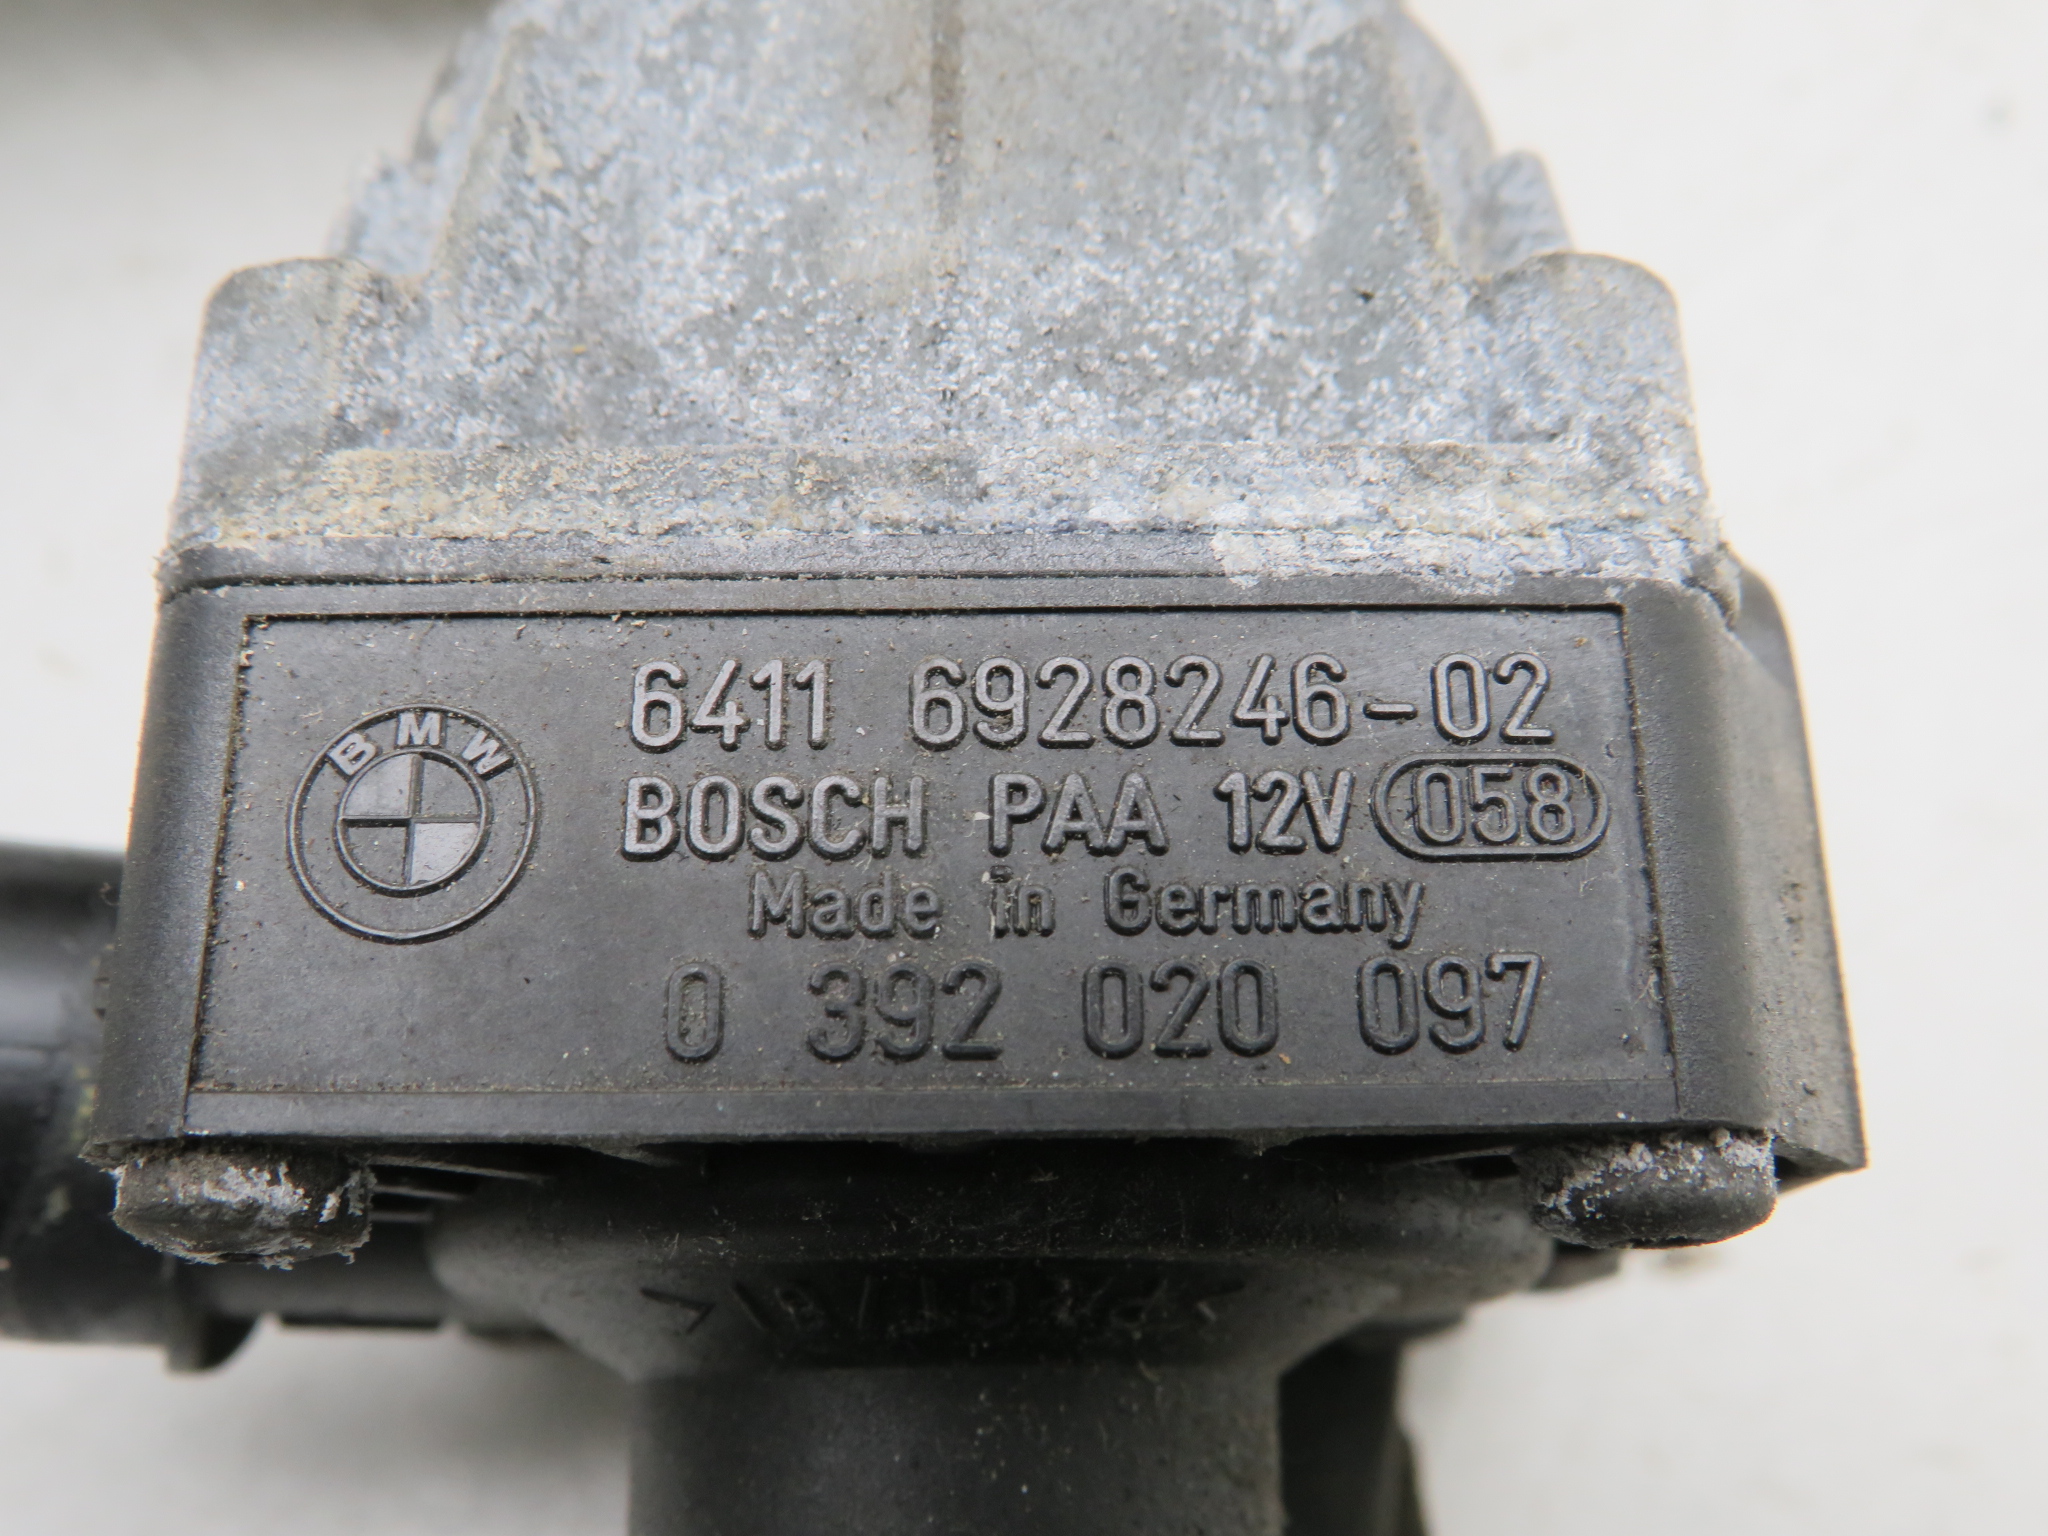 BMW
6411 6928246-02
BOSCH PAA 12V 058
Made in Germany
0 392 020 097